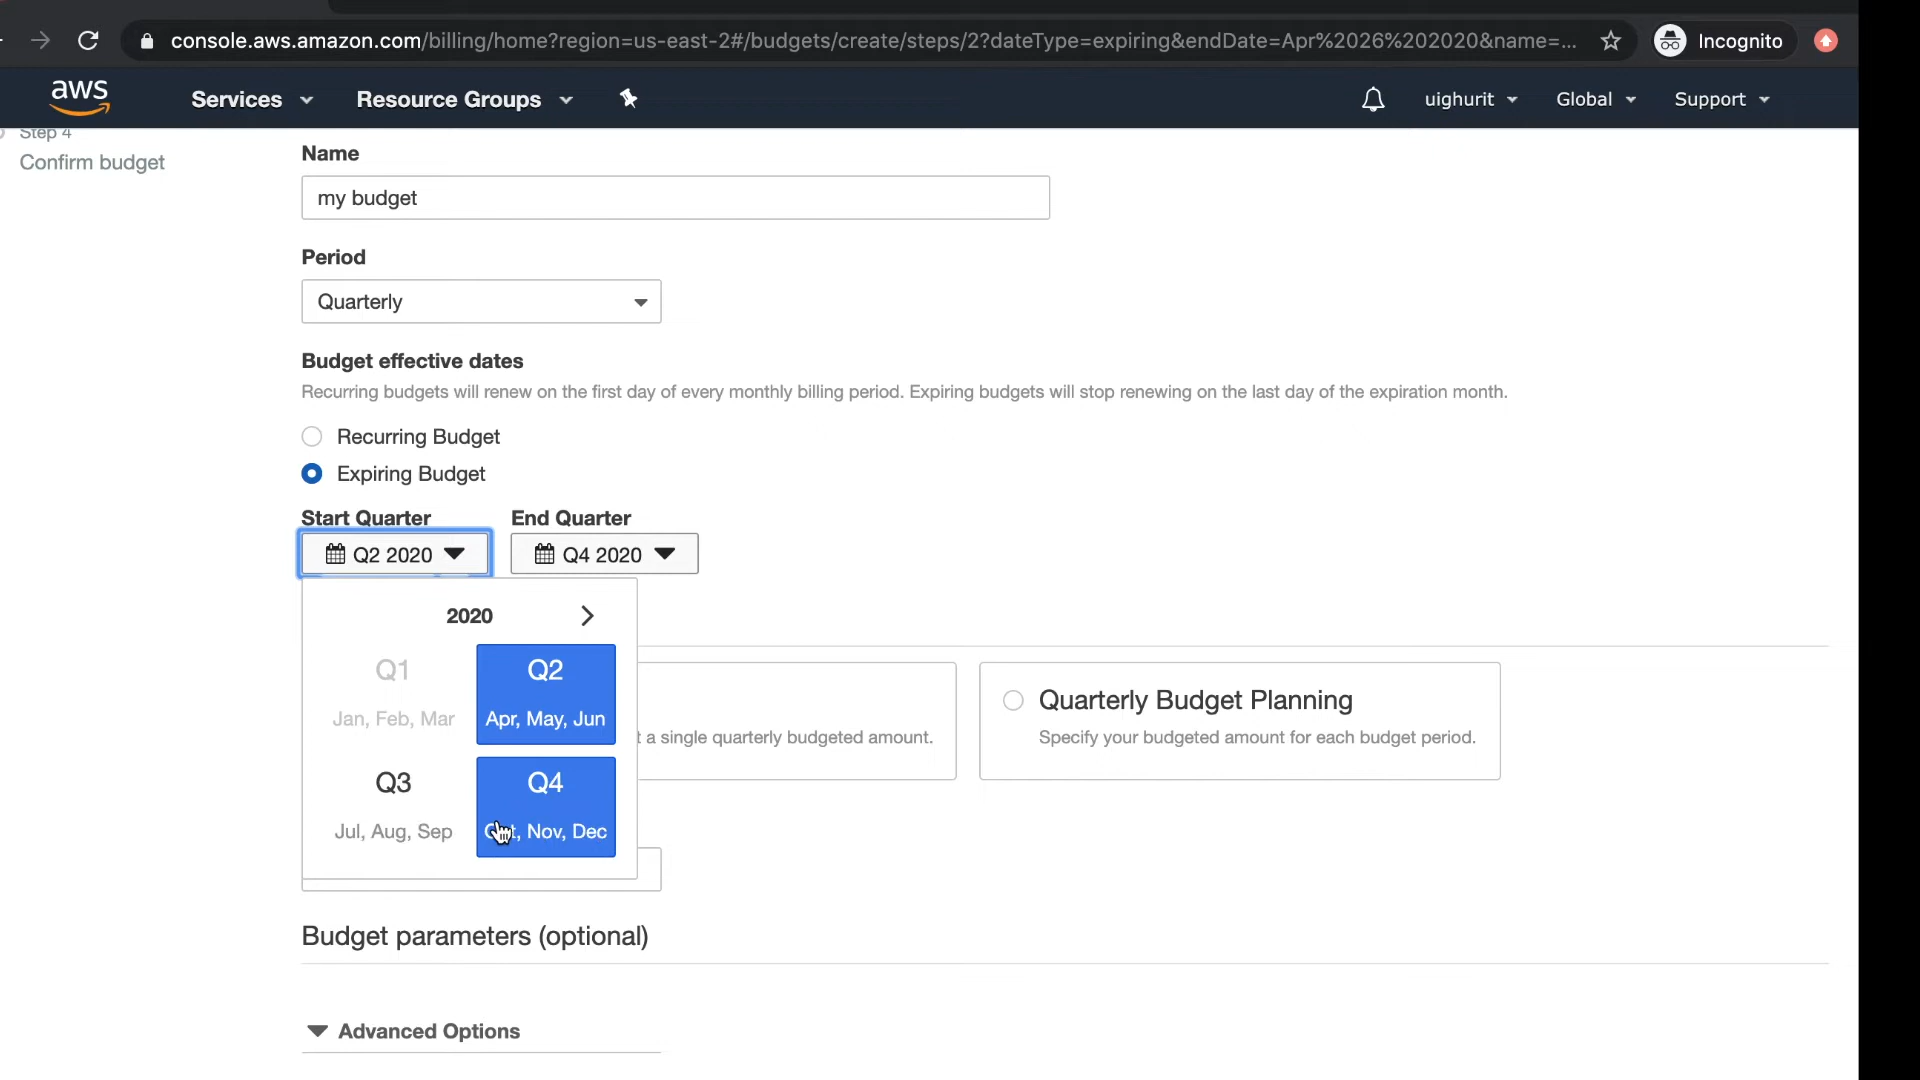 console.aws.amazon.com/billing/home?region=us-east-2#/budgets/create/steps/2?dateType=expiring&endDate=Apr%2026%202020&name=...
Incognito
aws
Services
Resource Groups
uighurit
Global
Support
Step 4
Confirm budget
Name
my budget
Period
Quarterly
Budget effective dates
Recurring budgets will renew on the first day of every monthly billing period. Expiring budgets will stop renewing on the last day of the expiration month.
Recurring Budget
Expiring Budget
Start Quarter
End Quarter
Q2 2020
Q4 2020
2020
Q1
Jan, Feb, Mar
Q2
Apr, May, Jun
Q3
Jul, Aug, Sep
Q4
Oct, Nov, Dec
a single quarterly budgeted amount.
Quarterly Budget Planning
Specify your budgeted amount for each budget period.
Budget parameters (optional)
Advanced Options